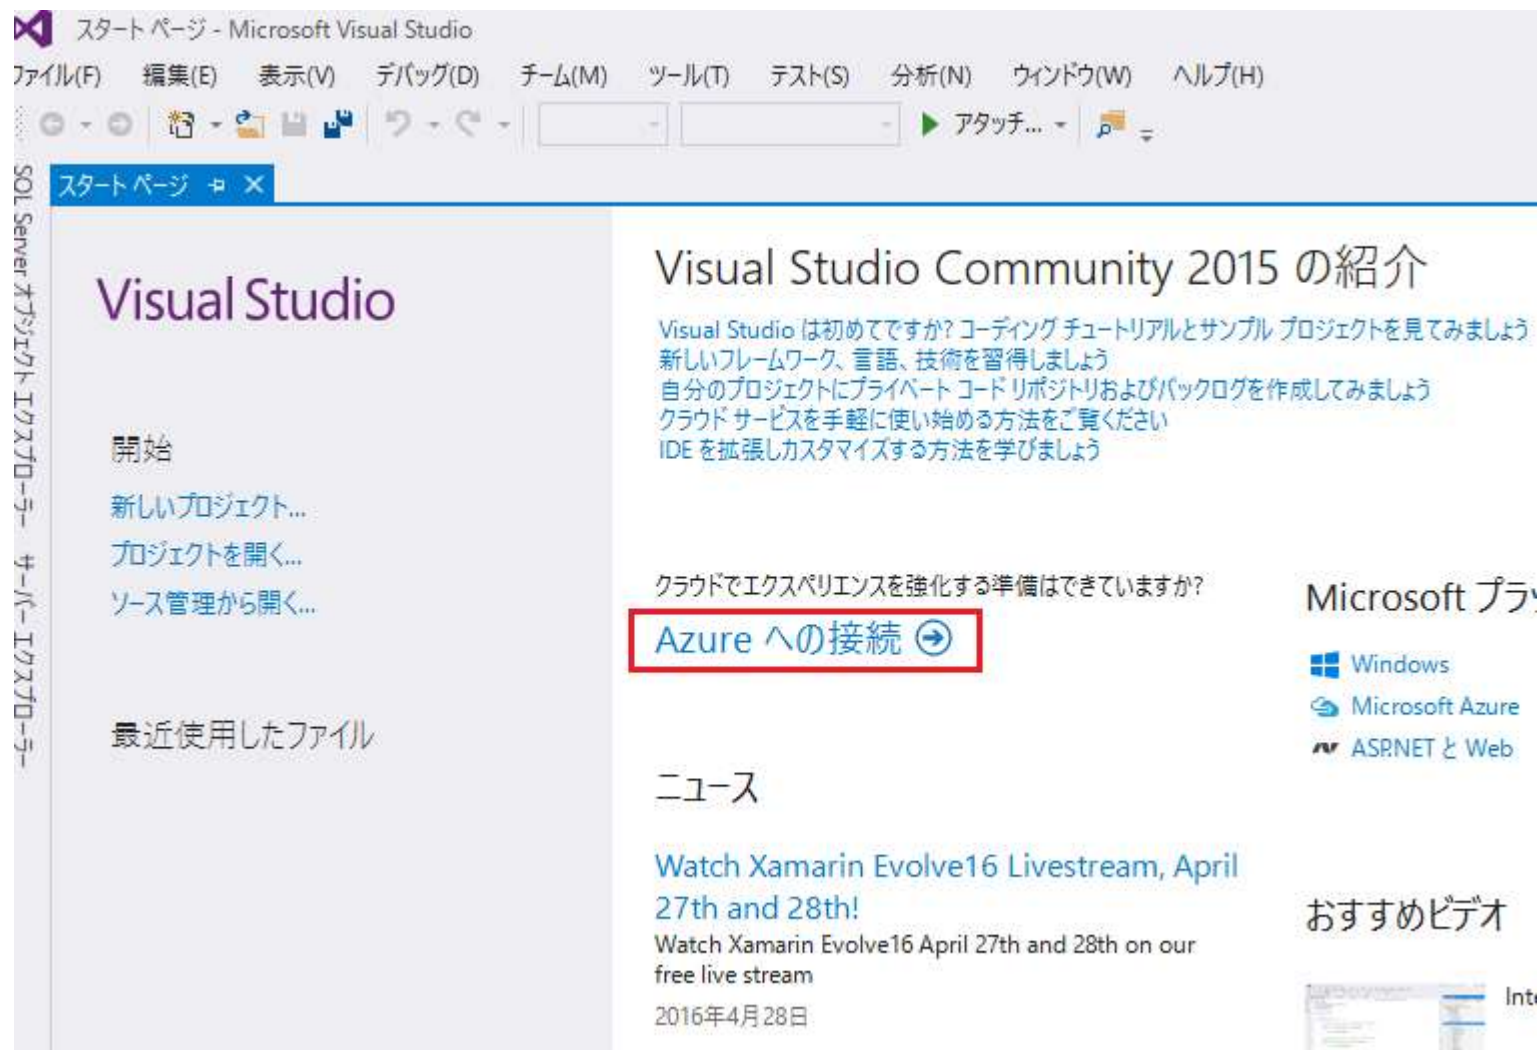 スタート ページ - Microsoft Visual Studio
ファイル(F) 編集(E) 表示(V) デバッグ(D) チーム(M) ツール(T) テスト(S) 分析(N) ウィンドウ(W) ヘルプ(H)
アタッチ...
SQL Server オブジェクト エクスプローラー
サーバー エクスプローラー
スタート ページ
Visual Studio
開始
新しいプロジェクト...
プロジェクトを開く...
ソース管理から開く...
最近使用したファイル
Visual Studio Community 2015 の紹介
Visual Studio は初めてですか? コーディング チュートリアルとサンプル プロジェクトを見てみましょう
新しいフレームワーク、言語、技術を習得しましょう
自分のプロジェクトにプライベート コード リポジトリおよびバックログを作成してみましょう
クラウド サービスを手軽に使い始める方法をご覧ください
IDE を拡張しカスタマイズする方法を学びましょう
クラウドでエクスペリエンスを強化する準備はできていますか?
Azure への接続
ニュース
Watch Xamarin Evolve16 Livestream, April
27th and 28th!
Watch Xamarin Evolve16 April 27th and 28th on our
free live stream
2016年4月28日
Microsoft プラ
Windows
Microsoft Azure
ASP.NET と Web
おすすめビデオ